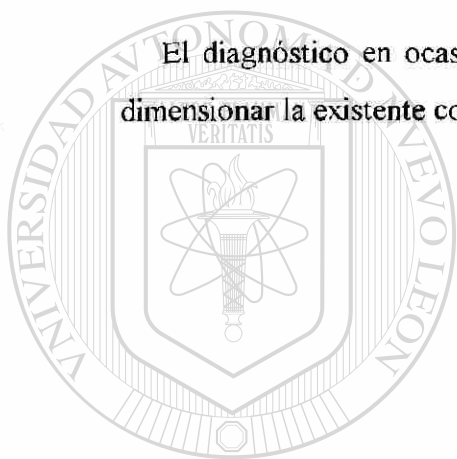 El diagnóstico en ocas
dimensionar la existente co
UNIVERSIDAD AUTONOMA DE NUEVO LEON
VERITATIS